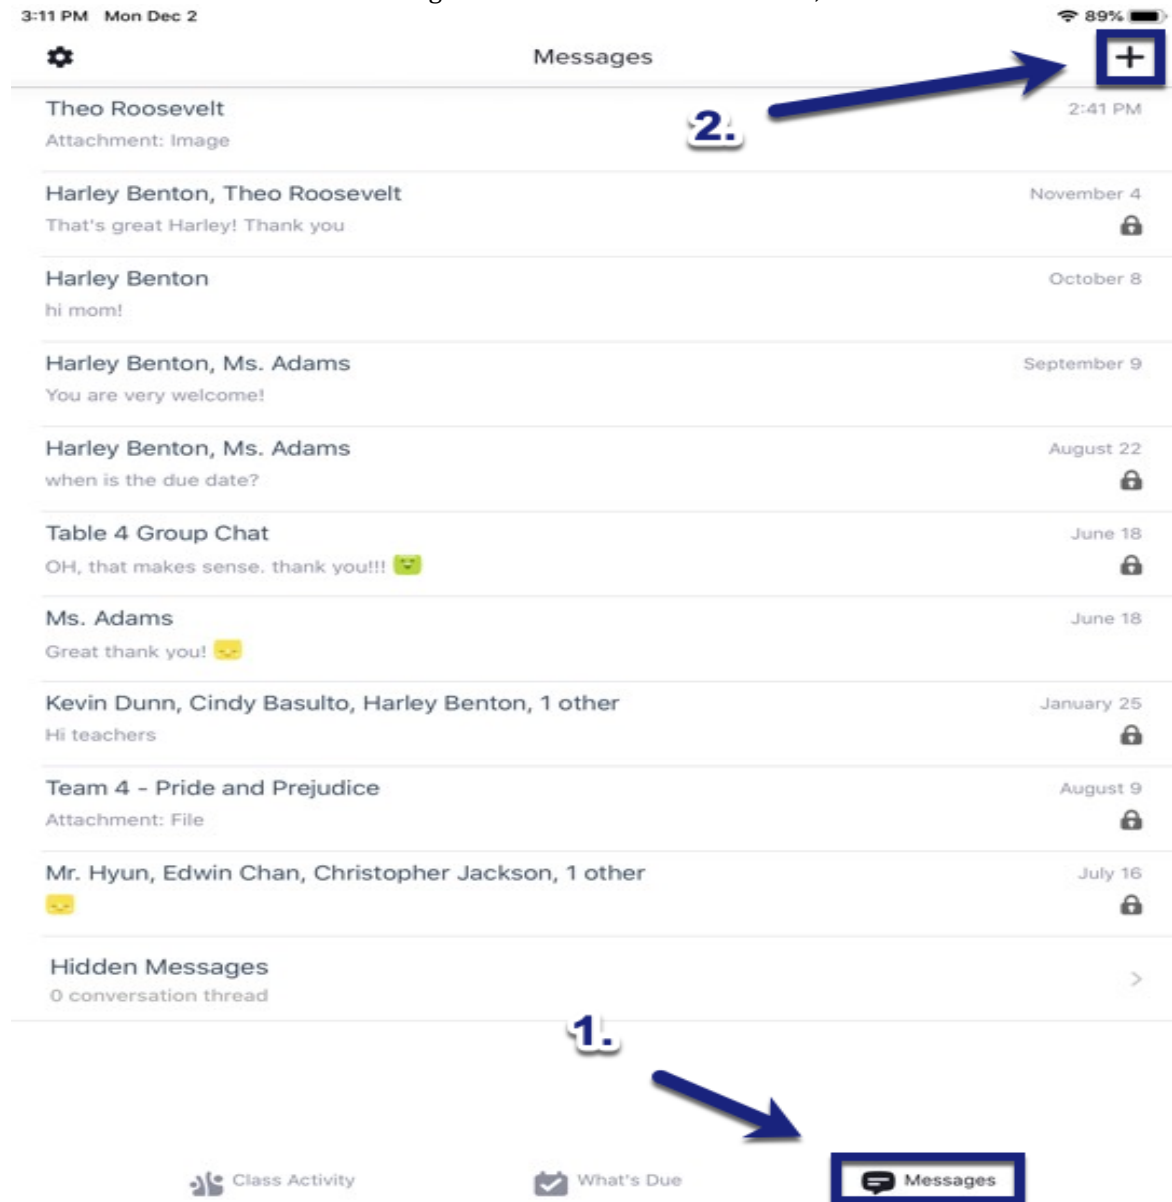 3:11 PM Mon Dec 2
89%
Messages
2.
Theo Roosevelt
2:41 PM
Attachment: Image
Harley Benton, Theo Roosevelt
November 4
That's great Harley! Thank you
Harley Benton
October 8
hi mom!
Harley Benton, Ms. Adams
September 9
You are very welcome!
Harley Benton, Ms. Adams
August 22
when is the due date?
Table 4 Group Chat
June 18
OH, that makes sense. thank you!!!
Ms. Adams
June 18
Great thank you!
Kevin Dunn, Cindy Basulto, Harley Benton, 1 other
January 25
Hi teachers
Team 4 - Pride and Prejudice
August 9
Attachment: File
Mr. Hyun, Edwin Chan, Christopher Jackson, 1 other
July 16
Hidden Messages
0 conversation thread
1.
Class Activity
What's Due
Messages